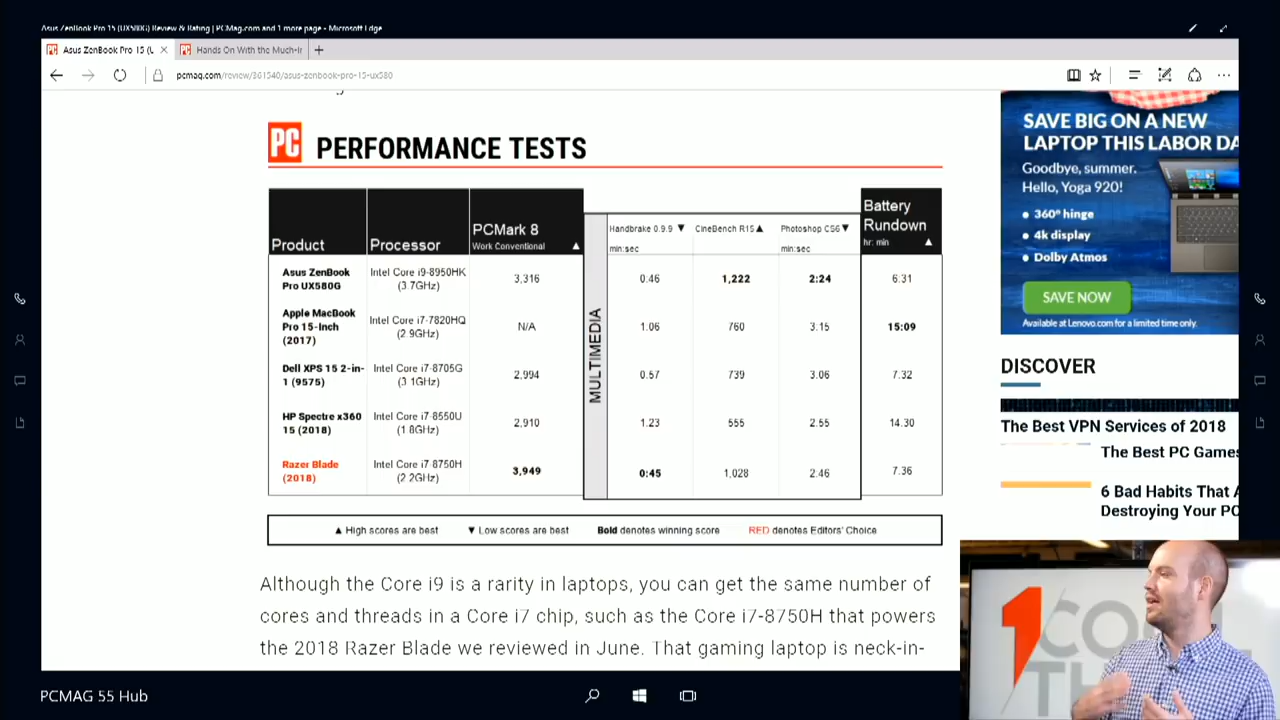 Asus ZenBook Pro 15 (UX580G) Review & Rating | PCMag.com and 1 more page - Microsoft Edge
Asus ZenBook Pro 15 (U
Hands On With the Much-Ir
pcmag.com/review/361540/asus-zenbook-pro-15-ux580
PC PERFORMANCE TESTS
Product Processor PCMark 8 Work Conventional ▲ MULTIMEDIA Handbrake 0.9.9 ▼ min:sec CineBench R15 ▲ Photoshop CS6 ▼ min:sec Battery Rundown hr: min ▲
Asus ZenBook Pro UX580G Intel Core i9-8950HK (3.7GHz) 3,316 0.46 1,222 2:24 6.31
Apple MacBook Pro 15-Inch (2017) Intel Core i7-7820HQ (2.9GHz) N/A 1.06 760 3.15 15:09
Dell XPS 15 2-in-1 (9575) Intel Core i7-8705G (3.1GHz) 2,994 0.57 739 3.06 7.32
HP Spectre x360 15 (2018) Intel Core i7-8550U (1.8GHz) 2,910 1.23 555 2.55 14.30
Razer Blade (2018) Intel Core i7-8750H (2.2GHz) 3,949 0:45 1,028 2.46 7.36
▲ High scores are best ▼ Low scores are best Bold denotes winning score RED denotes Editors' Choice
Although the Core i9 is a rarity in laptops, you can get the same number of
cores and threads in a Core i7 chip, such as the Core i7-8750H that powers
the 2018 Razer Blade we reviewed in June. That gaming laptop is neck-in-
SAVE BIG ON A NEW
LAPTOP THIS LABOR DA
Goodbye, summer.
Hello, Yoga 920!
• 360° hinge
• 4k display
• Dolby Atmos
SAVE NOW
Available at Lenovo.com for a limited time only.
DISCOVER
The Best VPN Services of 2018
The Best PC Games
6 Bad Habits That A
Destroying Your PC
1 COOL
TH
PCMAG 55 Hub